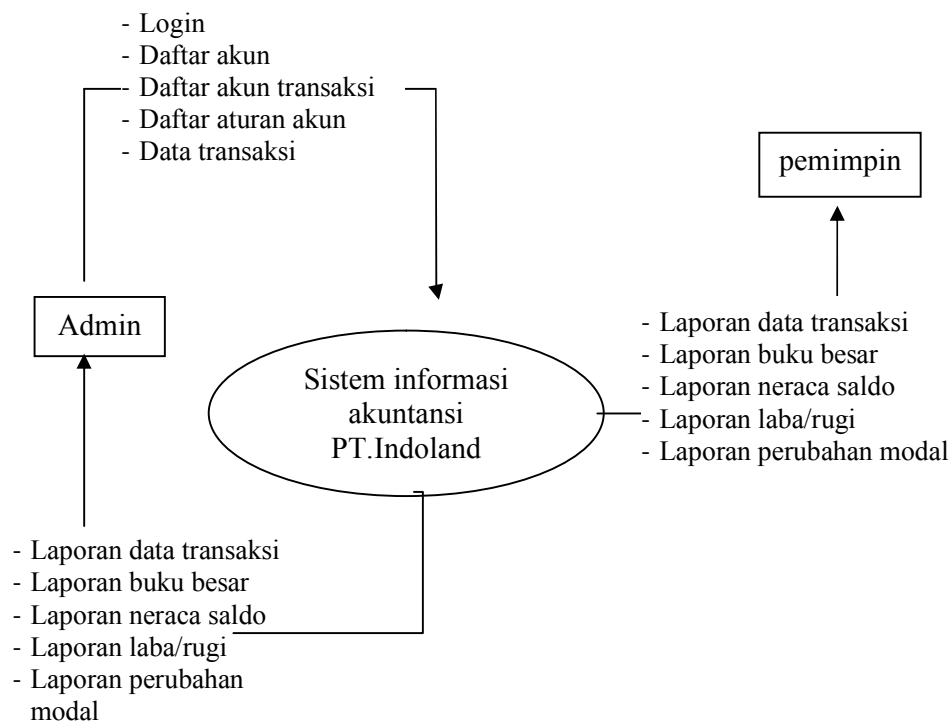 - Login
- Daftar akun
- Daftar akun transaksi
- Daftar aturan akun
- Data transaksi
pemimpin
Admin
Sistem informasi
akuntansi
PT.Indoland
- Laporan data transaksi
- Laporan buku besar
- Laporan neraca saldo
- Laporan laba/rugi
- Laporan perubahan modal
- Laporan data transaksi
- Laporan buku besar
- Laporan neraca saldo
- Laporan laba/rugi
- Laporan perubahan
modal